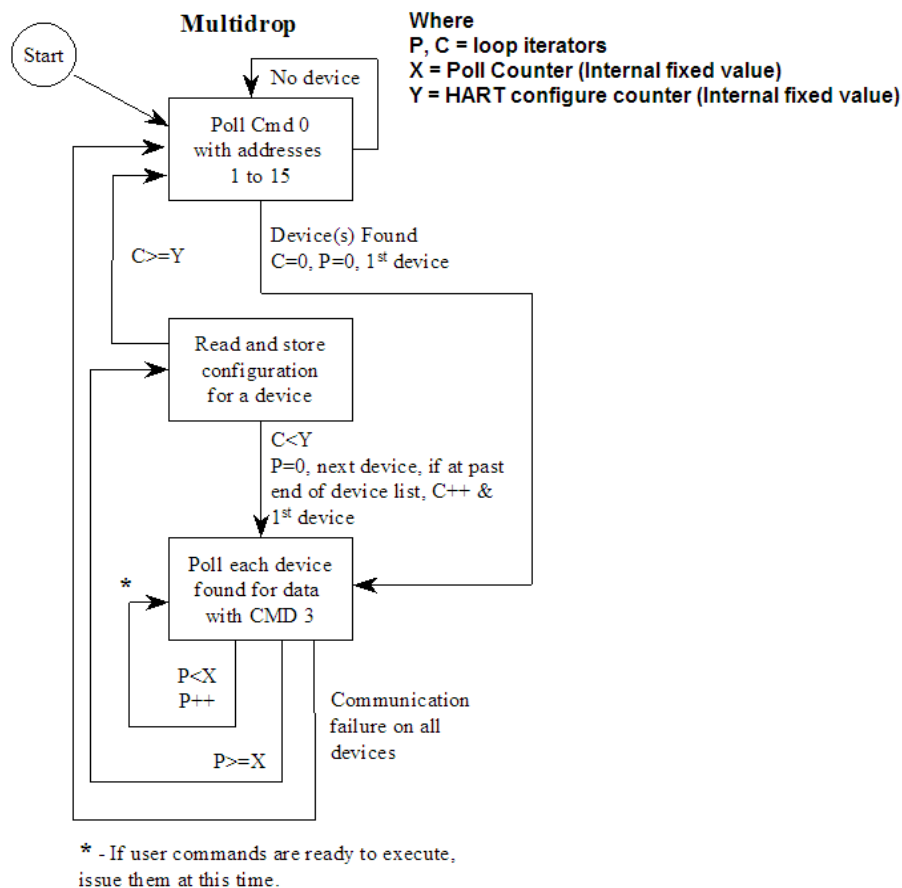 Multidrop
Where
P, C = loop iterators
X = Poll Counter (Internal fixed value)
Y = HART configure counter (Internal fixed value)
Start
No device
Poll Cmd 0
with addresses
1 to 15
Device(s) Found
C=0, P=0, 1st device
C>=Y
Read and store
configuration
for a device
C<Y
P=0, next device, if at past
end of device list, C++ &
1st device
Poll each device
found for data
with CMD 3
*
P<X
P++
Communication
failure on all
devices
P>=X
* - If user commands are ready to execute,
issue them at this time.